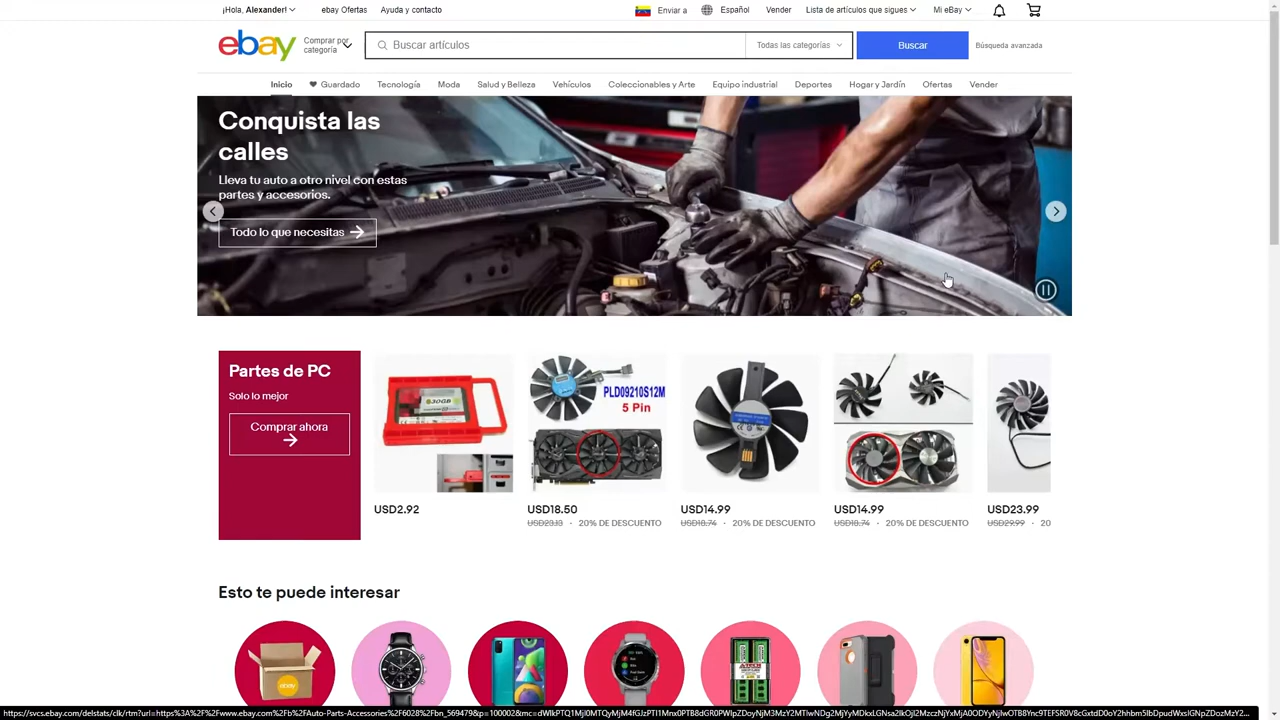 ¡Hola, Alexander!
ebay Ofertas
Ayuda y contacto
Enviar a
Español
Vender
Lista de artículos que sigues
Mi eBay
ebay
Comprar por
categoría
Buscar artículos
Todas las categorías
Buscar
Búsqueda avanzada
Inicio
Guardado
Tecnología
Moda
Salud y Belleza
Vehículos
Coleccionables y Arte
Equipo industrial
Deportes
Hogar y Jardín
Ofertas
Vender
Conquista las
calles
Lleva tu auto a otro nivel con estas
partes y accesorios.
Todo lo que necesitas
Partes de PC
Solo lo mejor
Comprar ahora
PLD09210S12M
5 Pin
USD2.92
USD18.50
USD23.13 · 20% DE DESCUENTO
USD14.99
USD18.74 · 20% DE DESCUENTO
USD14.99
USD18.74 · 20% DE DESCUENTO
USD23.99
USD29.99 · 20
Esto te puede interesar
ebay